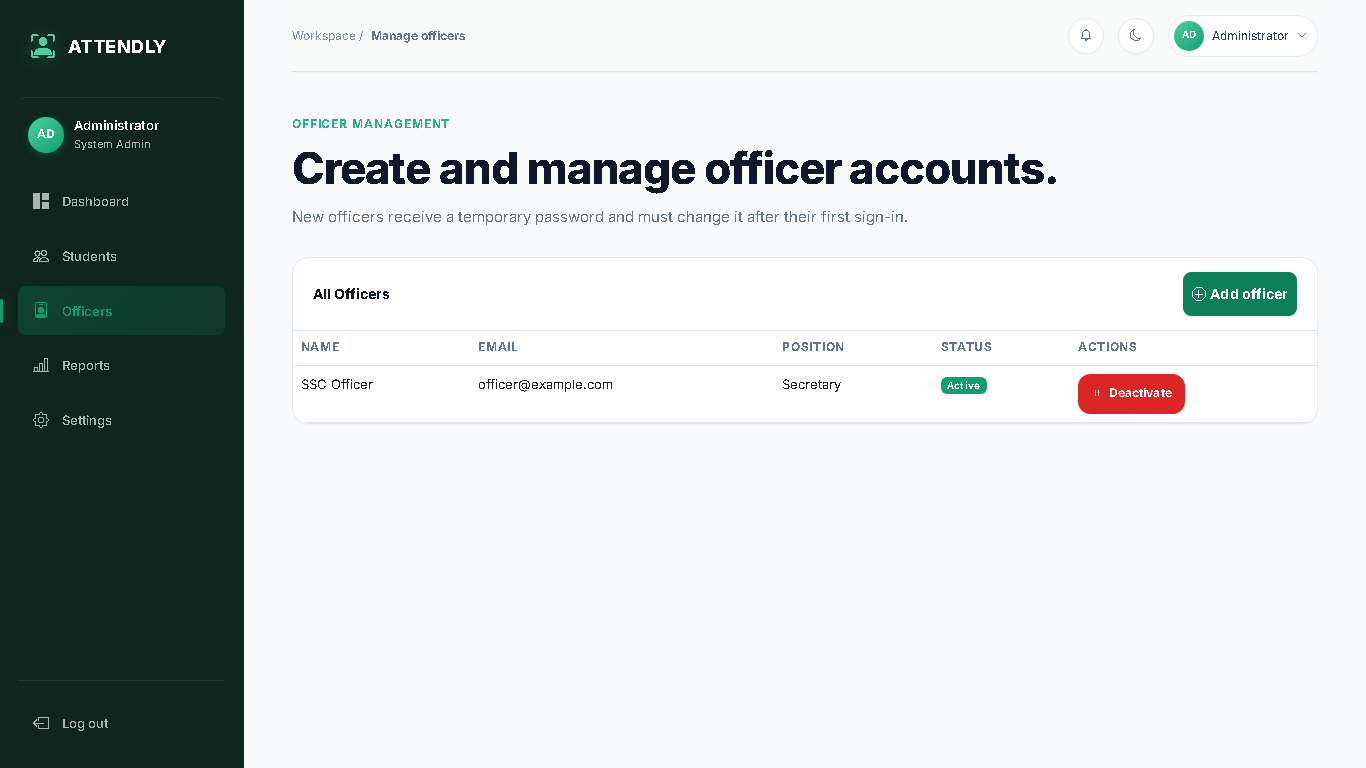 ATTENDLY
AD
Administrator
System Admin
Dashboard
Students
Officers
Reports
Settings
Log out
Workspace / Manage officers
AD
Administrator
OFFICER MANAGEMENT
Create and manage officer accounts.
New officers receive a temporary password and must change it after their first sign-in.
All Officers
Add officer
NAME EMAIL POSITION STATUS ACTIONS
SSC Officer officer@example.com Secretary Active Deactivate